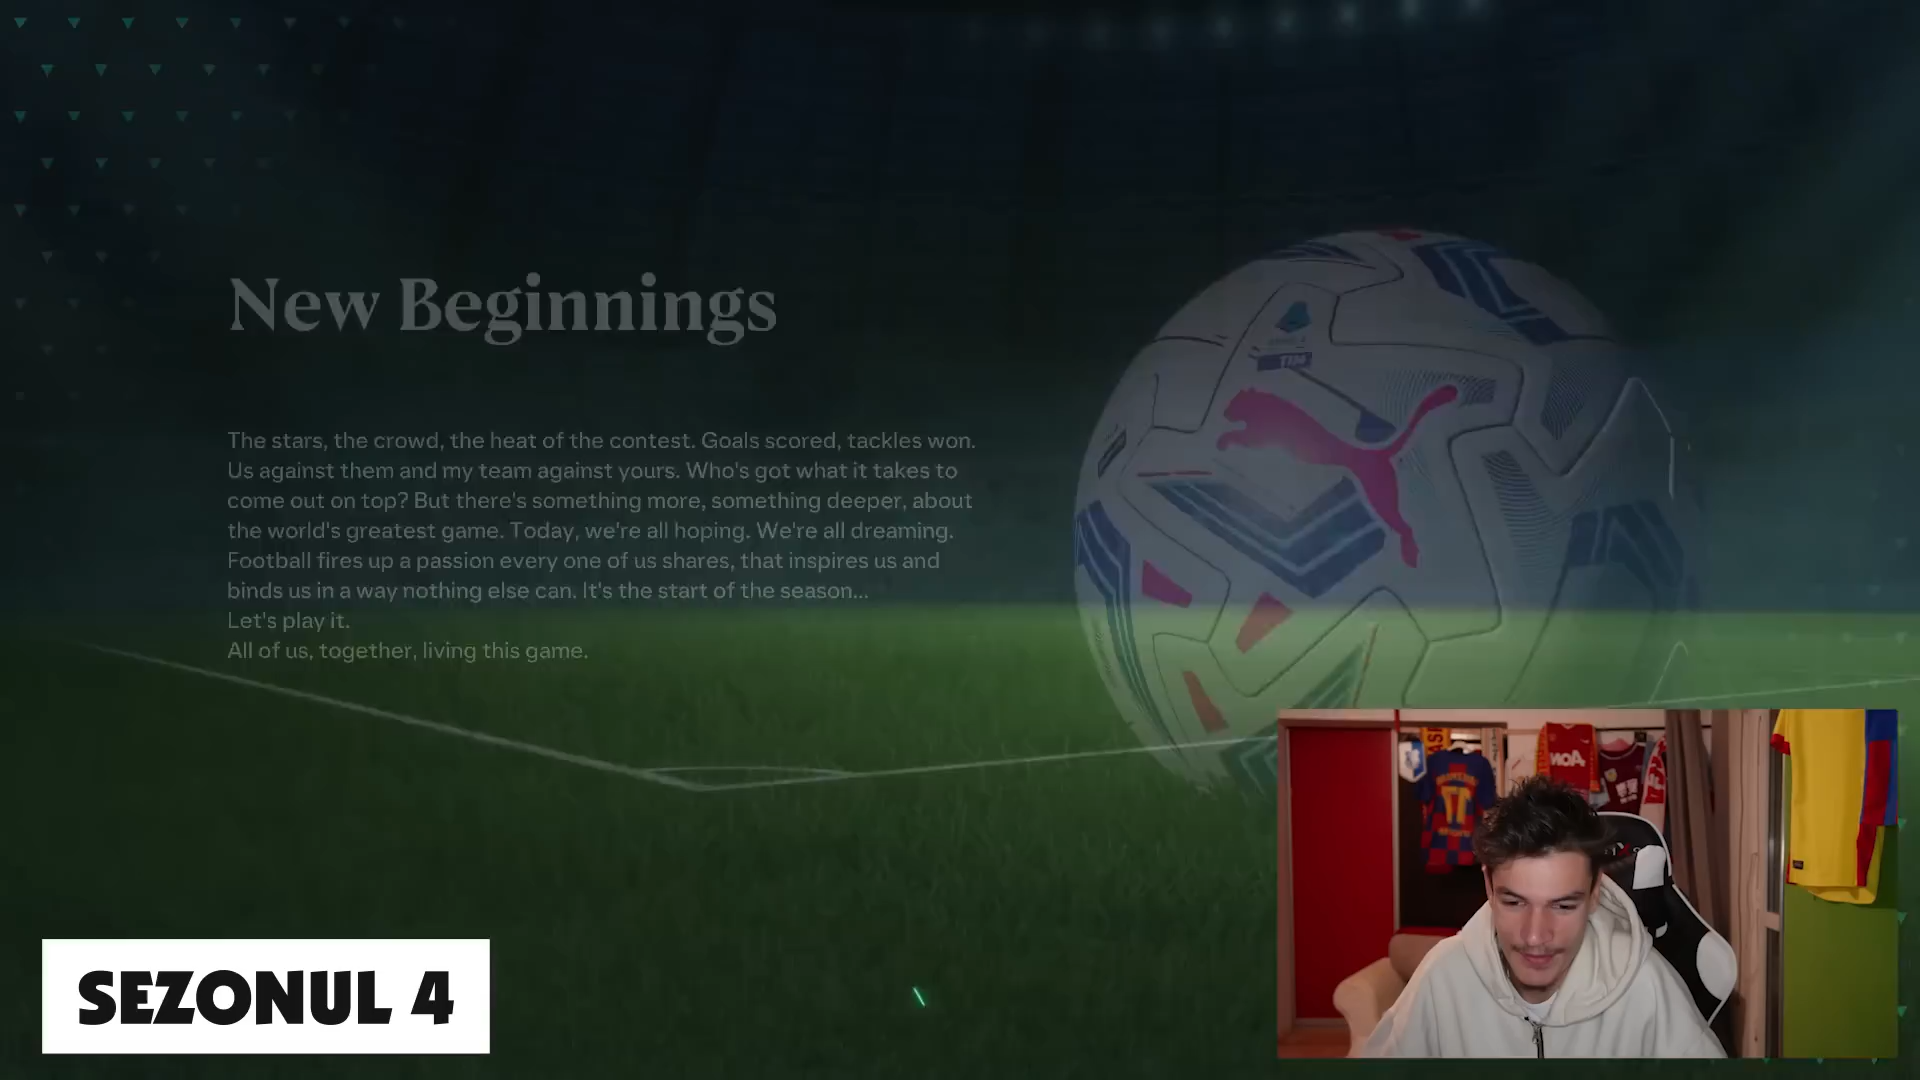 New Beginnings
The stars, the crowd, the heat of the contest. Goals scored, tackles won.
Us against them and my team against yours. Who's got what it takes to
come out on top? But there's something more, something deeper, about
the world's greatest game. Today, we're all hoping. We're all dreaming.
Football fires up a passion every one of us shares, that inspires us and
binds us in a way nothing else can. It's the start of the season...
Let's play it.
All of us, together, living this game.
TIM
SEZONUL 4